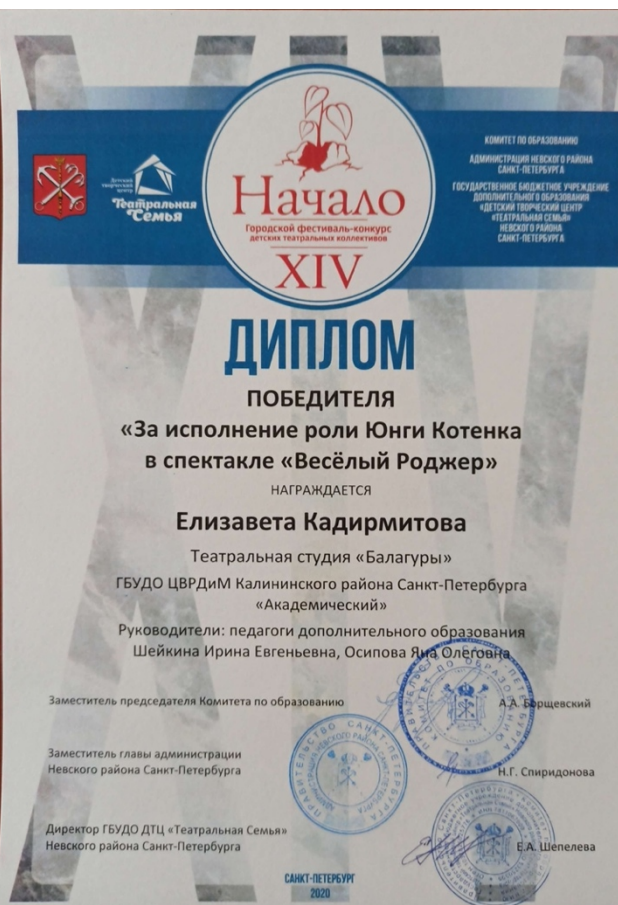 Детский
творческий
центр
Театральная
Семья
Начало
Городской фестиваль-конкурс
детских театральных коллективов
XIV
КОМИТЕТ ПО ОБРАЗОВАНИЮ
АДМИНИСТРАЦИЯ НЕВСКОГО РАЙОНА
САНКТ-ПЕТЕРБУРГА
ГОСУДАРСТВЕННОЕ БЮДЖЕТНОЕ УЧРЕЖДЕНИЕ
ДОПОЛНИТЕЛЬНОГО ОБРАЗОВАНИЯ
«ДЕТСКИЙ ТВОРЧЕСКИЙ ЦЕНТР
«ТЕАТРАЛЬНАЯ СЕМЬЯ»
НЕВСКОГО РАЙОНА
САНКТ-ПЕТЕРБУРГА
ДИПЛОМ
ПОБЕДИТЕЛЯ
«За исполнение роли Юнги Котенка
в спектакле «Весёлый Роджер»
НАГРАЖДАЕТСЯ
Елизавета Кадирмитова
Театральная студия «Балагуры»
ГБУДО ЦВРДиМ Калининского района Санкт-Петербурга
«Академический»
Руководители: педагоги дополнительного образования
Шейкина Ирина Евгеньевна, Осипова Яна Олеговна
Заместитель председателя Комитета по образованию
А.А. Борщевский
Заместитель главы администрации
Невского района Санкт-Петербурга
Н.Г. Спиридонова
Директор ГБУДО ДТЦ «Театральная Семья»
Невского района Санкт-Петербурга
Е.А. Шепелева
САНКТ-ПЕТЕРБУРГ
2020